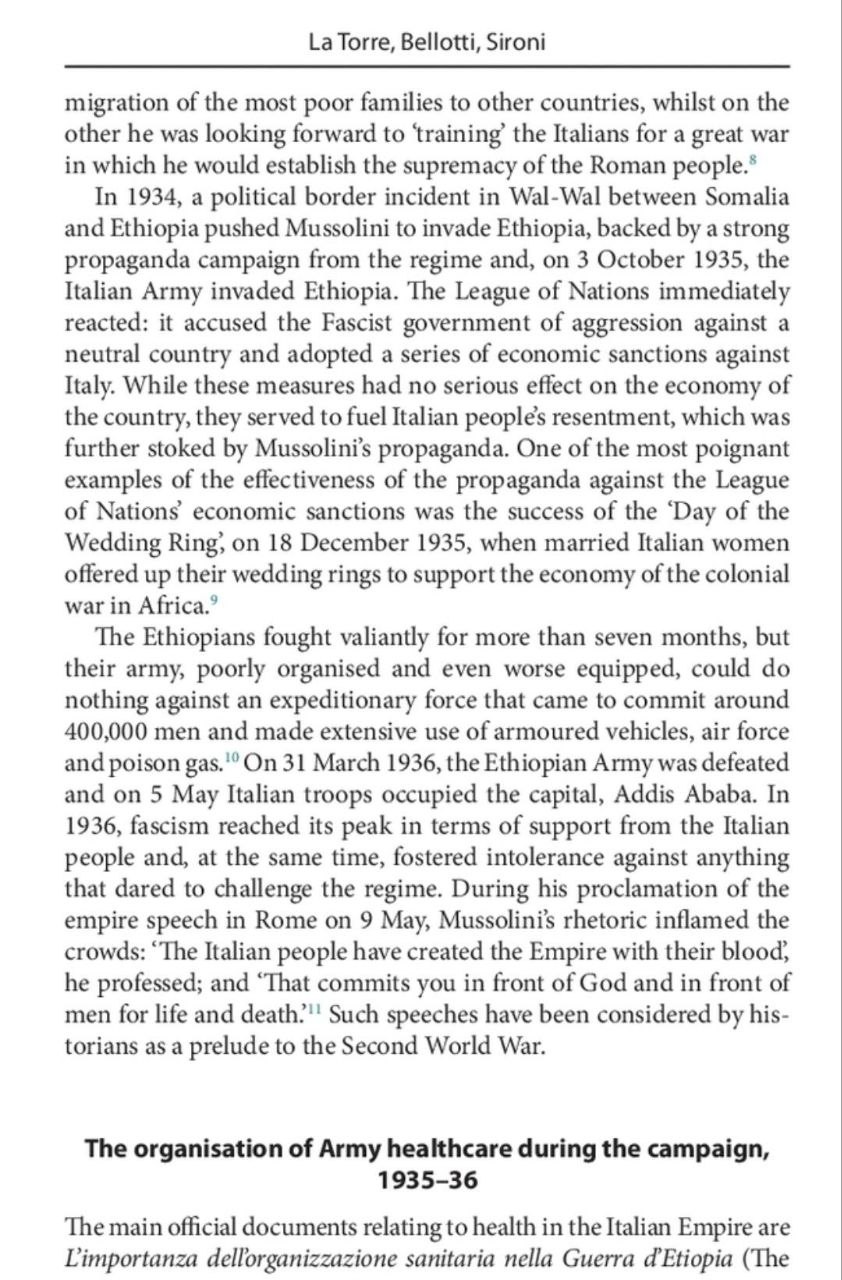 La Torre, Bellotti, Sironi
migration of the most poor families to other countries, whilst on the
other he was looking forward to ‘training’ the Italians for a great war
in which he would establish the supremacy of the Roman people.8
In 1934, a political border incident in Wal-Wal between Somalia
and Ethiopia pushed Mussolini to invade Ethiopia, backed by a strong
propaganda campaign from the regime and, on 3 October 1935, the
Italian Army invaded Ethiopia. The League of Nations immediately
reacted: it accused the Fascist government of aggression against a
neutral country and adopted a series of economic sanctions against
Italy. While these measures had no serious effect on the economy of
the country, they served to fuel Italian people’s resentment, which was
further stoked by Mussolini’s propaganda. One of the most poignant
examples of the effectiveness of the propaganda against the League
of Nations’ economic sanctions was the success of the ‘Day of the
Wedding Ring’, on 18 December 1935, when married Italian women
offered up their wedding rings to support the economy of the colonial
war in Africa.9
The Ethiopians fought valiantly for more than seven months, but
their army, poorly organised and even worse equipped, could do
nothing against an expeditionary force that came to commit around
400,000 men and made extensive use of armoured vehicles, air force
and poison gas.10 On 31 March 1936, the Ethiopian Army was defeated
and on 5 May Italian troops occupied the capital, Addis Ababa. In
1936, fascism reached its peak in terms of support from the Italian
people and, at the same time, fostered intolerance against anything
that dared to challenge the regime. During his proclamation of the
empire speech in Rome on 9 May, Mussolini’s rhetoric inflamed the
crowds: ‘The Italian people have created the Empire with their blood’,
he professed; and ‘That commits you in front of God and in front of
men for life and death.’11 Such speeches have been considered by his-
torians as a prelude to the Second World War.
The organisation of Army healthcare during the campaign,
1935–36
The main official documents relating to health in the Italian Empire are
L’importanza dell’organizzazione sanitaria nella Guerra d’Etiopia (The